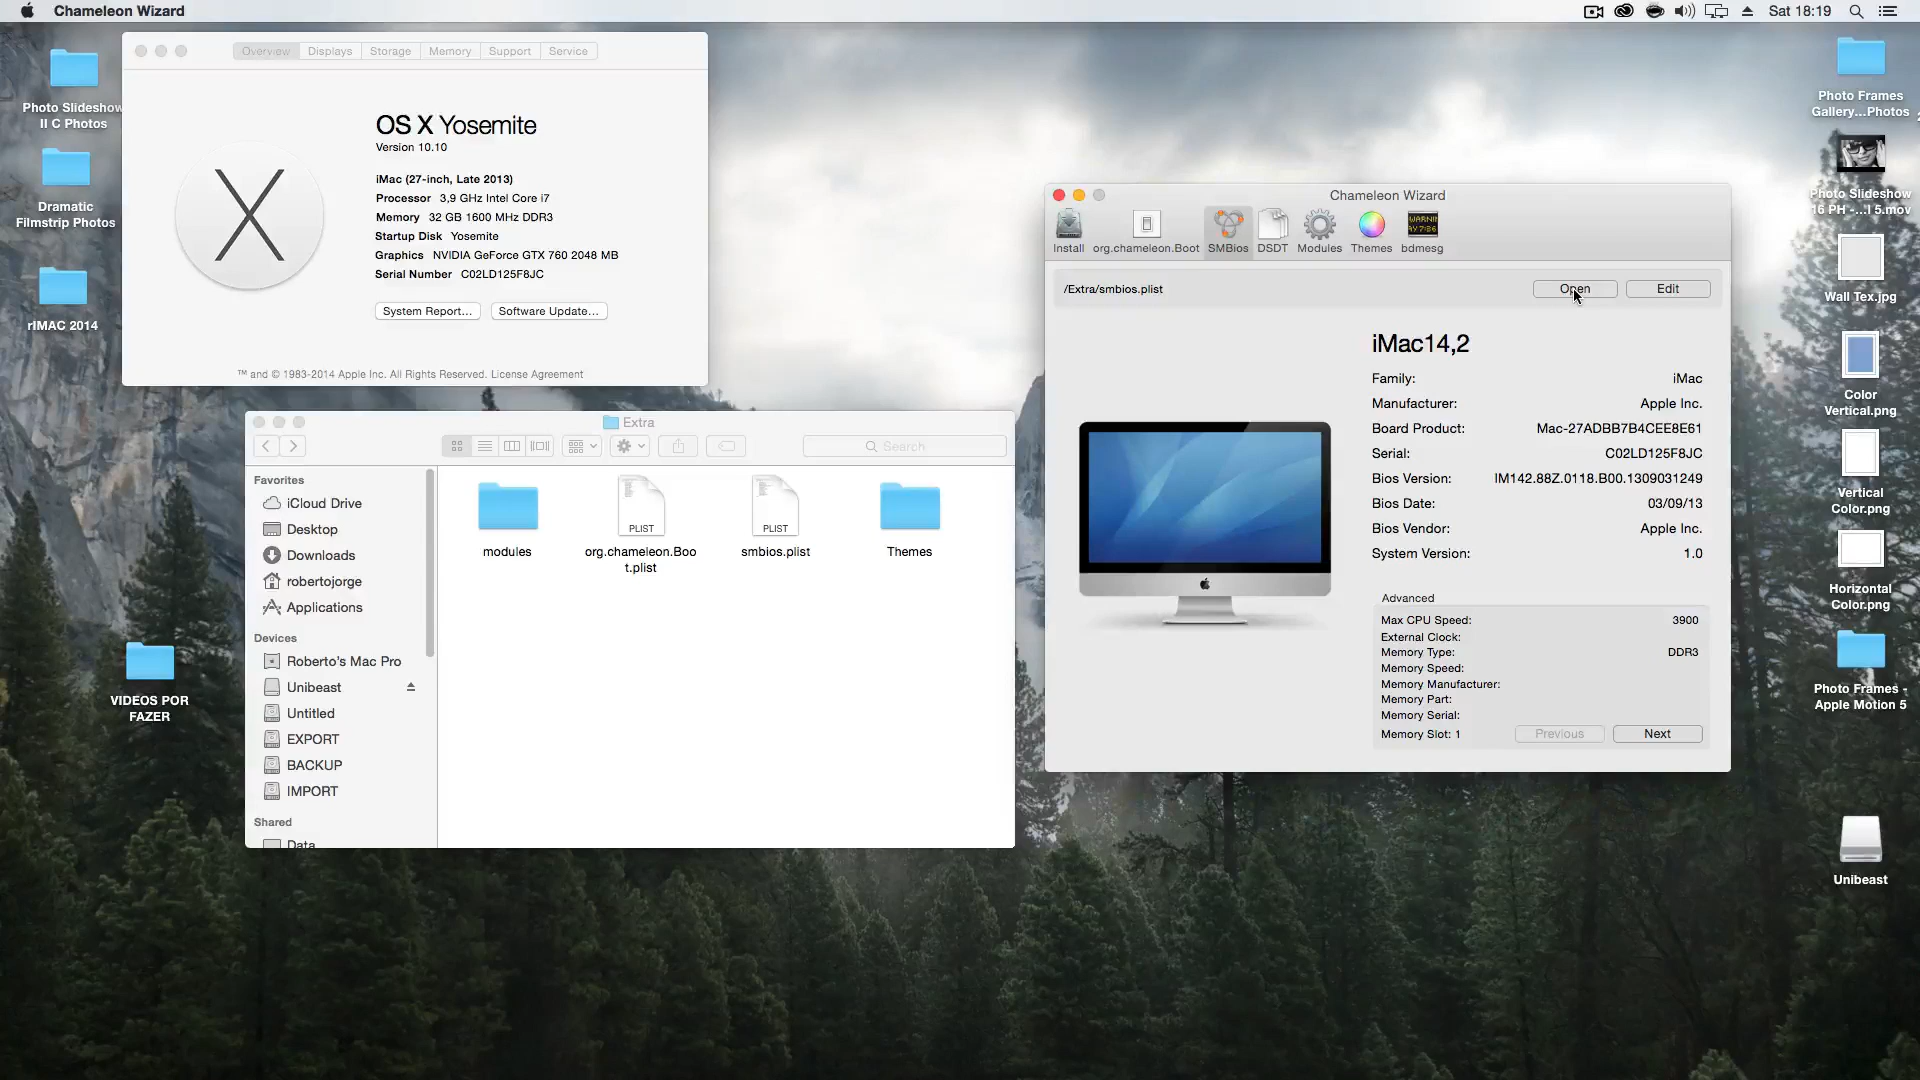 Chameleon Wizard
Sat 18:19
Photo Slideshow
II C Photos
Dramatic
Filmstrip Photos
rIMAC 2014
VIDEOS POR
FAZER
Overview Displays Storage Memory Support Service
OS X Yosemite
Version 10.10
iMac (27-inch, Late 2013)
Processor 3,9 GHz Intel Core i7
Memory 32 GB 1600 MHz DDR3
Startup Disk Yosemite
Graphics NVIDIA GeForce GTX 760 2048 MB
Serial Number C02LD125F8JC
System Report... Software Update...
™ and © 1983-2014 Apple Inc. All Rights Reserved. License Agreement
Extra
Search
Favorites
iCloud Drive
Desktop
Downloads
robertojorge
Applications
Devices
Roberto's Mac Pro
Unibeast
Untitled
EXPORT
BACKUP
IMPORT
Shared
Data
modules
PLIST
org.chameleon.Boo
t.plist
PLIST
smbios.plist
Themes
Chameleon Wizard
Install org.chameleon.Boot SMBios DSDT Modules Themes bdmesg
/Extra/smbios.plist
Open Edit
iMac14,2
Family: iMac
Manufacturer: Apple Inc.
Board Product: Mac-27ADBB7B4CEE8E61
Serial: C02LD125F8JC
Bios Version: IM142.88Z.0118.B00.1309031249
Bios Date: 03/09/13
Bios Vendor: Apple Inc.
System Version: 1.0
Advanced
Max CPU Speed: 3900
External Clock:
Memory Type: DDR3
Memory Speed:
Memory Manufacturer:
Memory Part:
Memory Serial:
Memory Slot: 1
Previous Next
Photo Frames
Gallery...Photos
Photo Slideshow
16 PH -...l 5.mov
Wall Tex.jpg
Color
Vertical.png
Vertical
Color.png
Horizontal
Color.png
Photo Frames -
Apple Motion 5
Unibeast